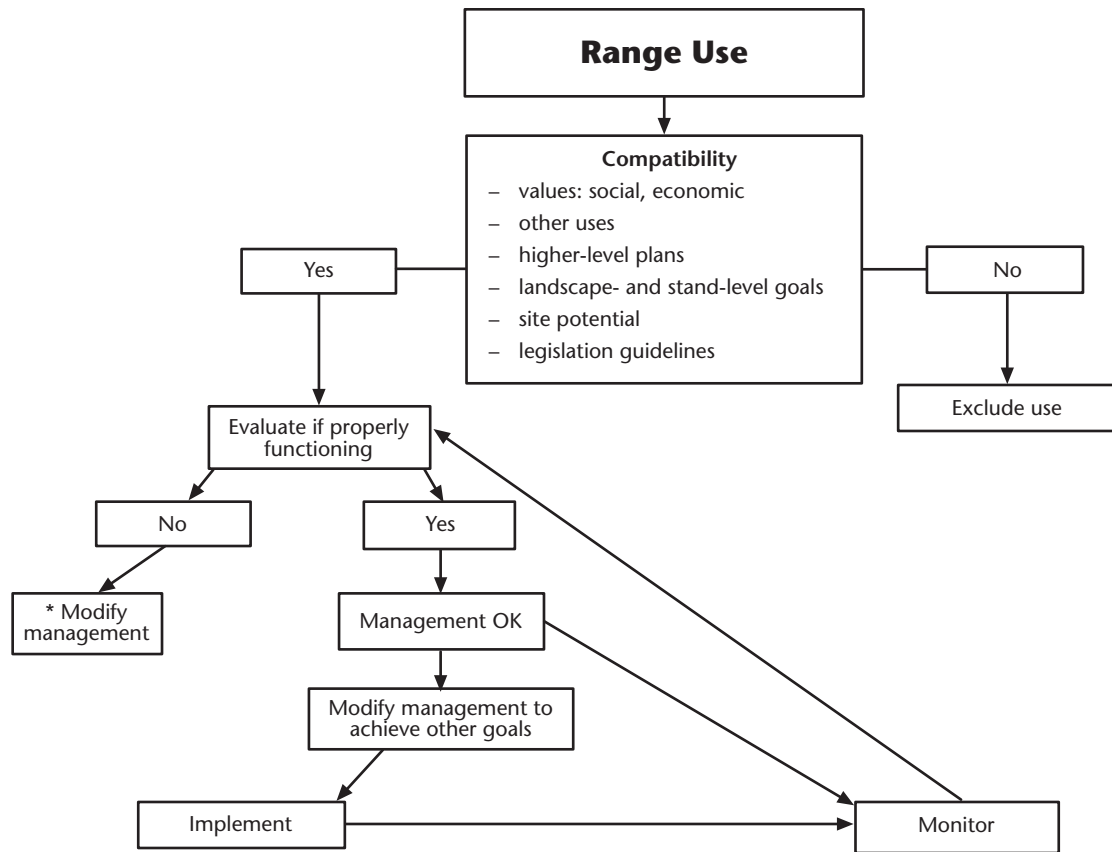 Range Use
Compatibility
– values: social, economic
– other uses
– higher-level plans
– landscape- and stand-level goals
– site potential
– legislation guidelines
Yes
No
Exclude use
Evaluate if properly
functioning
No
Yes
* Modify
management
Management OK
Modify management to
achieve other goals
Implement
Monitor